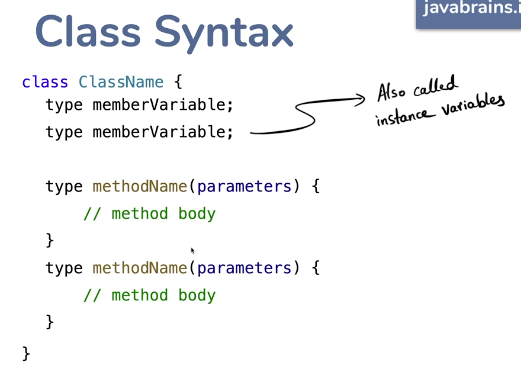 javabrains.i
Class Syntax
class ClassName {
type memberVariable;
type memberVariable;
Also called
instance variables
type methodName(parameters) {
// method body
}
type methodName(parameters) {
// method body
}
}